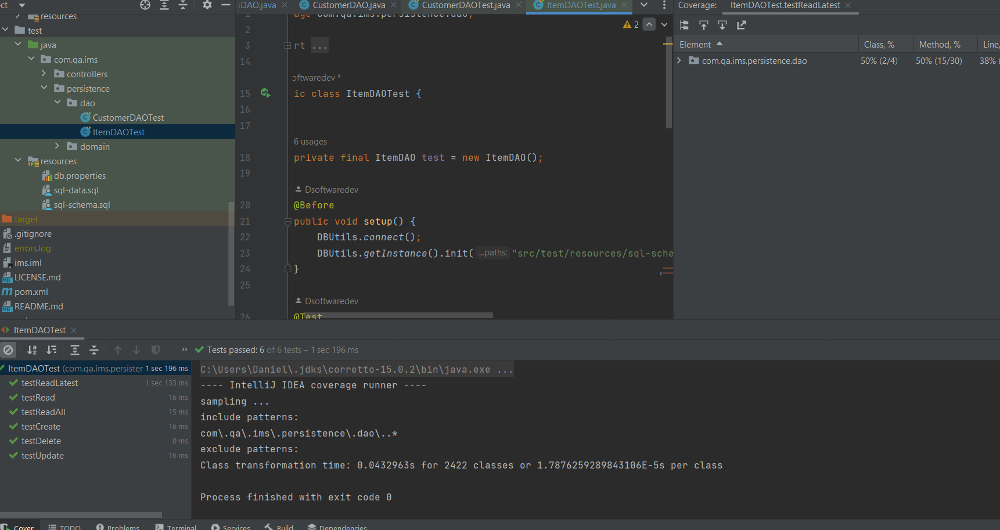 ct
resources
test
java
com.qa.ims
controllers
persistence
dao
CustomerDAOTest
ItemDAOTest
domain
resources
db.properties
sql-data.sql
sql-schema.sql
target
.gitignore
errors.log
ims.iml
LICENSE.md
pom.xml
README.md
DAO.java
CustomerDAO.java
CustomerDAOTest.java
ItemDAOTest.java
1 age com.qa.ims.persistence.dao;
2
2
3 rt ...
14
oftwaredev *
15 ic class ItemDAOTest {
16
17
6 usages
18 private final ItemDAO test = new ItemDAO();
19
Dsoftwaredev
20 @Before
21 public void setup() {
22 DBUtils.connect();
23 DBUtils.getInstance().init( ...paths: "src/test/resources/sql-sche
24 }
25
Dsoftwaredev
26 @Test
Coverage: ItemDAOTest.testReadLatest
Element Class, % Method, % Line,
com.qa.ims.persistence.dao 50% (2/4) 50% (15/30) 38% (
ItemDAOTest
Tests passed: 6 of 6 tests – 1 sec 196 ms
ItemDAOTest (com.qa.ims.persister 1 sec 196 ms
testReadLatest 1 sec 133 ms
testRead 16 ms
testReadAll 15 ms
testCreate 16 ms
testDelete 0 ms
testUpdate 16 ms
C:\Users\Daniel\.jdks\corretto-15.0.2\bin\java.exe ...
---- IntelliJ IDEA coverage runner ----
sampling ...
include patterns:
com\.qa\.ims\.persistence\.dao\..*
exclude patterns:
Class transformation time: 0.0432963s for 2422 classes or 1.7876259289843106E-5s per class
Process finished with exit code 0
Cover TODO Problems Terminal Services Build Dependencies